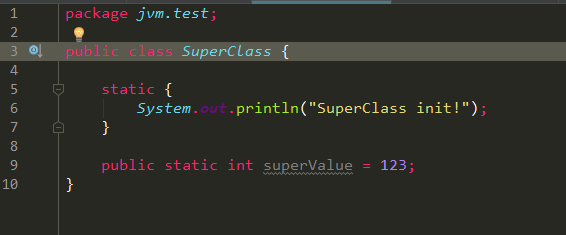 1 package jvm.test;
2
3 public class SuperClass {
4
5 static {
6 System.out.println("SuperClass init!");
7 }
8
9 public static int superValue = 123;
10 }